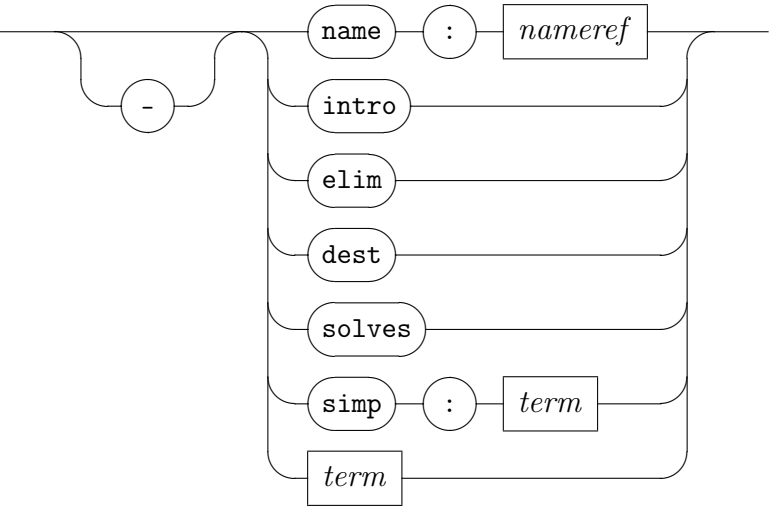 name : nameref
-
intro
elim
dest
solves
simp : term
term